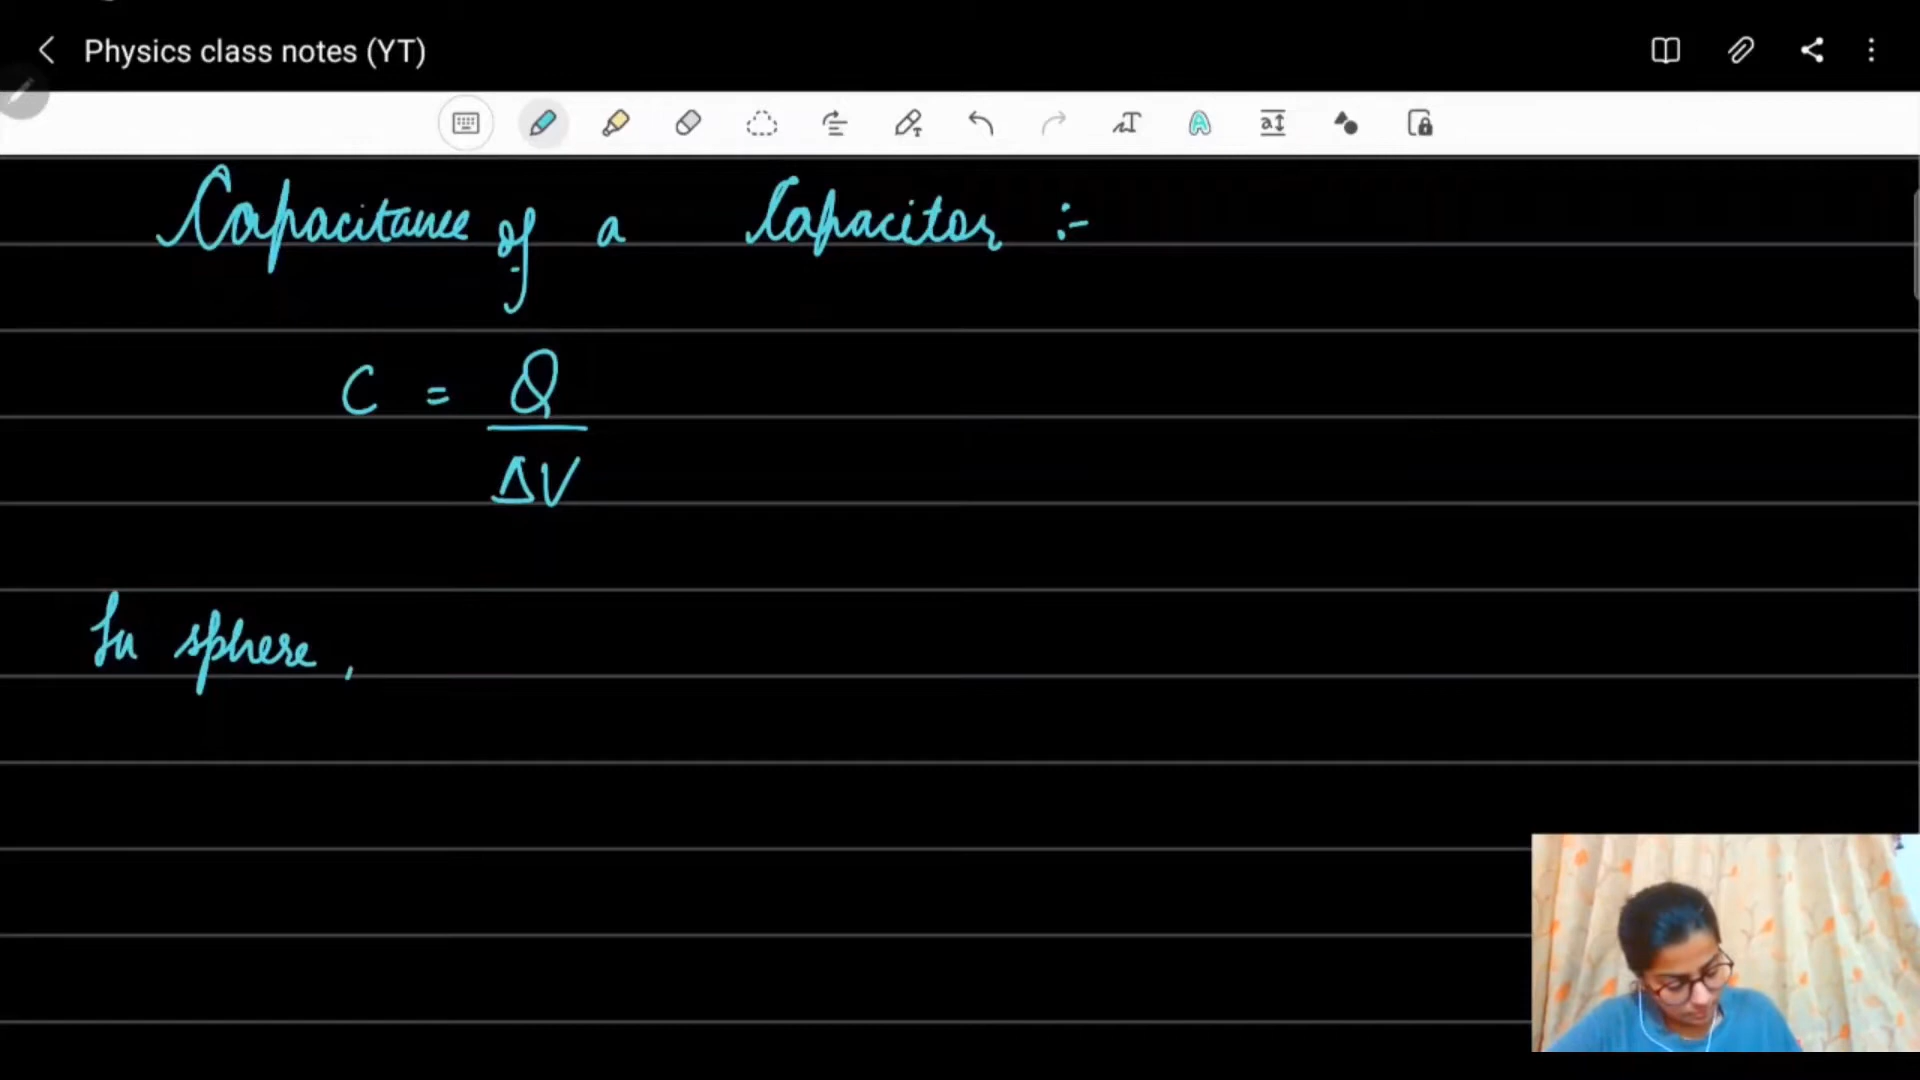 Physics class notes (YT)
Capacitance of a Capacitor :-
C = Q
ΔV
In sphere,